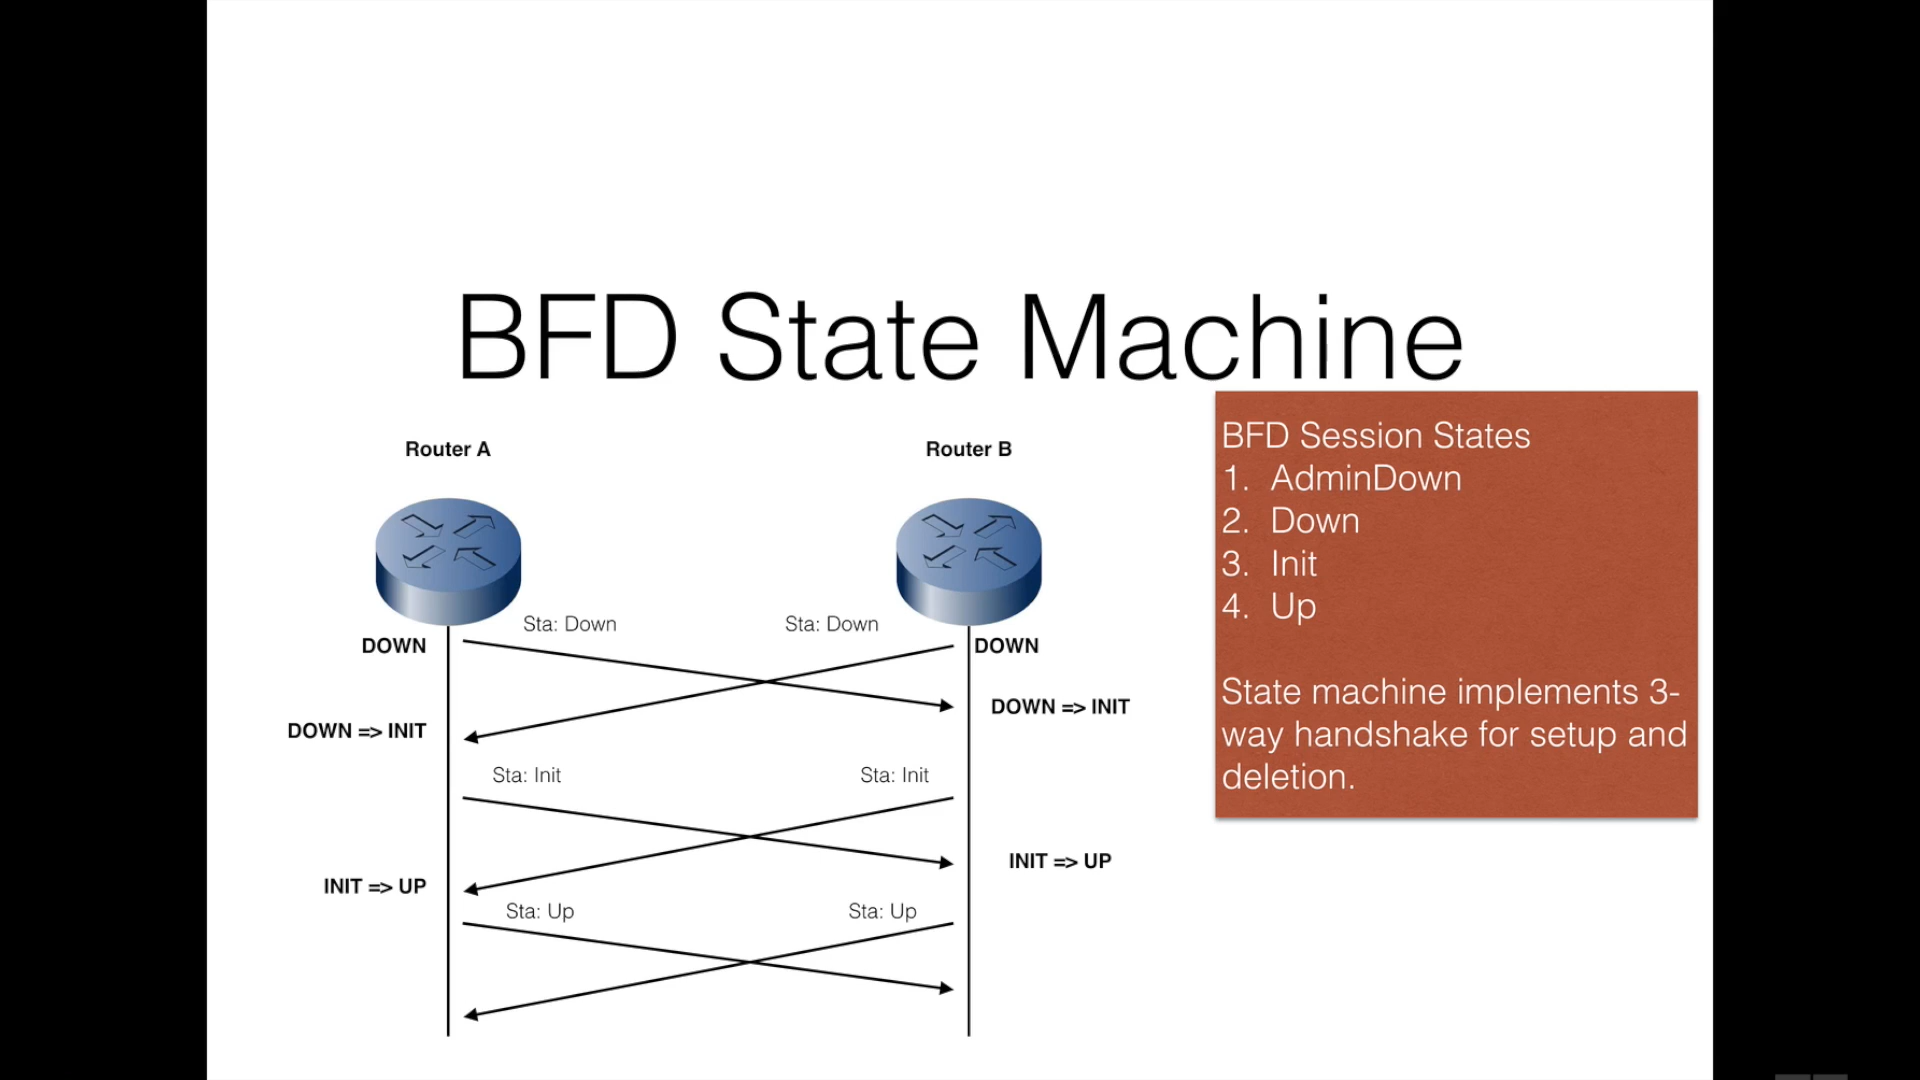 BFD State Machine
Router A
Router B
Sta: Down
Sta: Down
DOWN
DOWN
DOWN => INIT
DOWN => INIT
Sta: Init
Sta: Init
INIT => UP
INIT => UP
Sta: Up
Sta: Up
BFD Session States
1. AdminDown
2. Down
3. Init
4. Up
State machine implements 3-
way handshake for setup and
deletion.